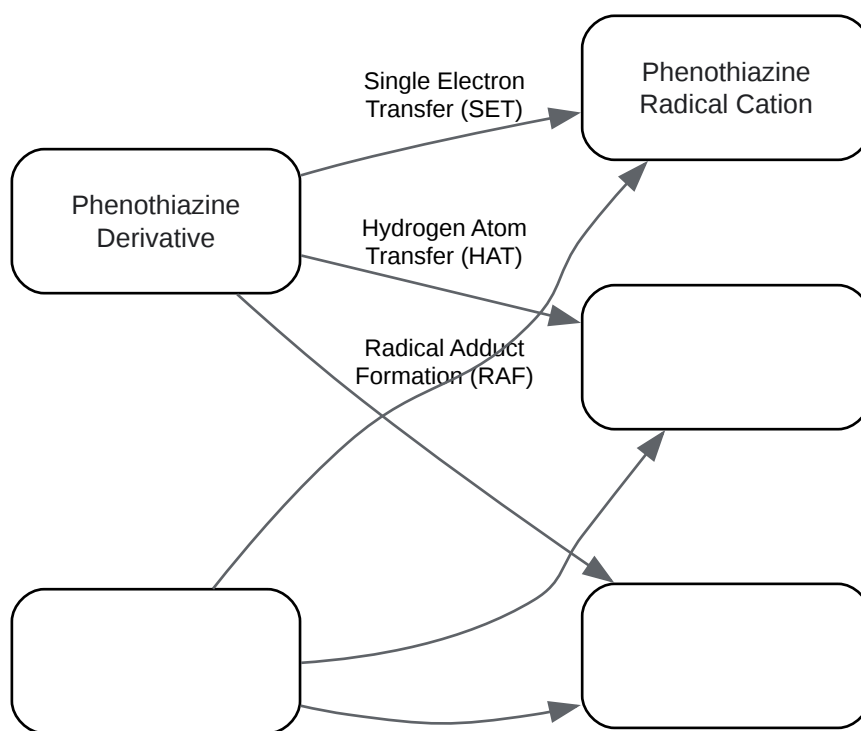 Single Electron
Transfer (SET)
Phenothiazine
Radical Cation
Phenothiazine
Derivative
Hydrogen Atom
Transfer (HAT)
Radical Adduct
Formation (RAF)